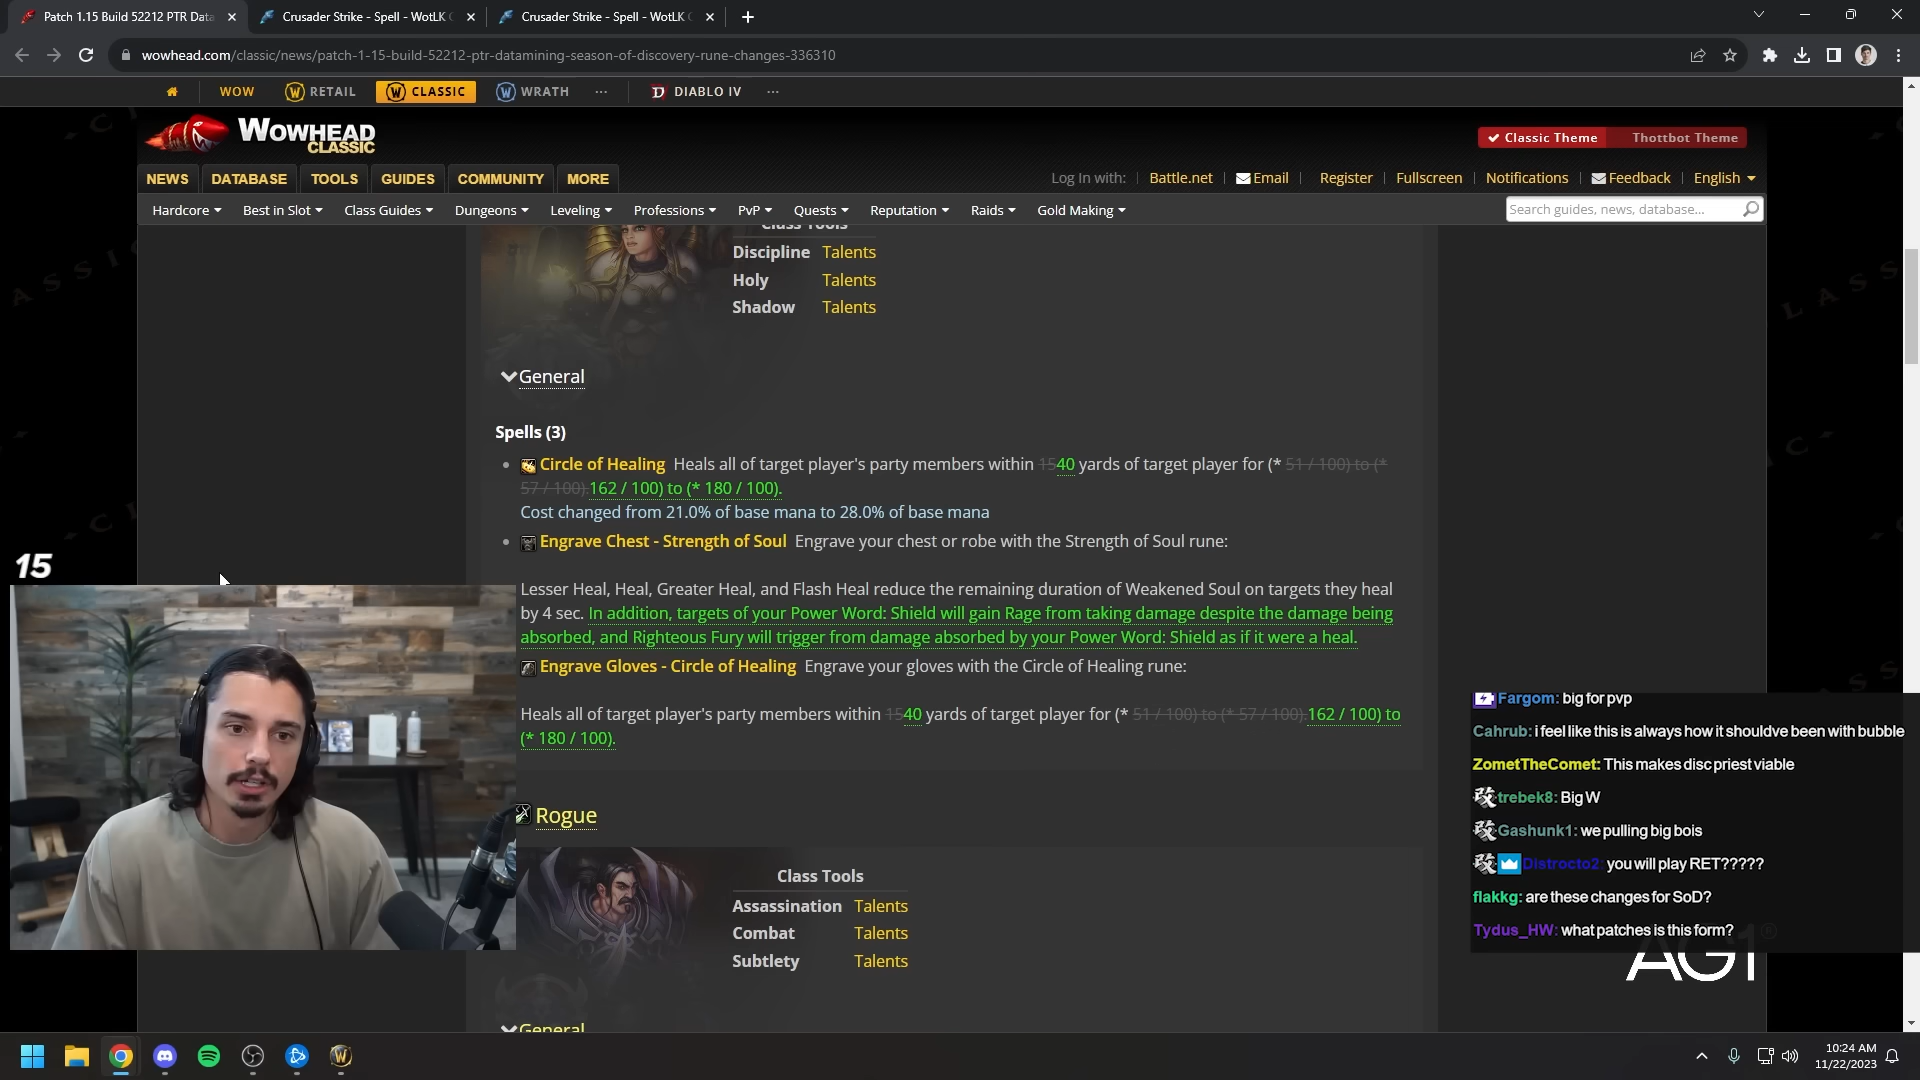 Patch 1.15 Build 52212 PTR Data
Crusader Strike - Spell - WotLK C
Crusader Strike - Spell - WotLK C
wowhead.com/classic/news/patch-1-15-build-52212-ptr-datamining-season-of-discovery-rune-changes-336310
WOW RETAIL CLASSIC WRATH ... DIABLO IV ...
WOWHEAD
CLASSIC
Classic Theme Thottbot Theme
NEWS DATABASE TOOLS GUIDES COMMUNITY MORE
Log In with: Battle.net Email Register Fullscreen Notifications Feedback English
Hardcore Best in Slot Class Guides Dungeons Leveling Professions PvP Quests Reputation Raids Gold Making
Search guides, news, database...
Class Tools
Discipline Talents
Holy Talents
Shadow Talents
General
Spells (3)
Circle of Healing Heals all of target player's party members within 1540 yards of target player for (* 51 / 100) to (*
57 / 100).162 / 100) to (* 180 / 100).
Cost changed from 21.0% of base mana to 28.0% of base mana
Engrave Chest - Strength of Soul Engrave your chest or robe with the Strength of Soul rune:
Lesser Heal, Heal, Greater Heal, and Flash Heal reduce the remaining duration of Weakened Soul on targets they heal
by 4 sec. In addition, targets of your Power Word: Shield will gain Rage from taking damage despite the damage being
absorbed, and Righteous Fury will trigger from damage absorbed by your Power Word: Shield as if it were a heal.
Engrave Gloves - Circle of Healing Engrave your gloves with the Circle of Healing rune:
Heals all of target player's party members within 1540 yards of target player for (* 51 / 100) to (* 57 / 100).162 / 100) to
(* 180 / 100).
Rogue
Class Tools
Assassination Talents
Combat Talents
Subtlety Talents
General
15
Fargom: big for pvp
Cahrub: i feel like this is always how it shouldve been with bubble
ZometTheComet: This makes disc priest viable
trebek8: Big W
Gashunk1: we pulling big bois
Distrocto2: you will play RET?????
flakkg: are these changes for SoD?
Tydus_HW: what patches is this form?
AG1
10:24 AM
11/22/2023